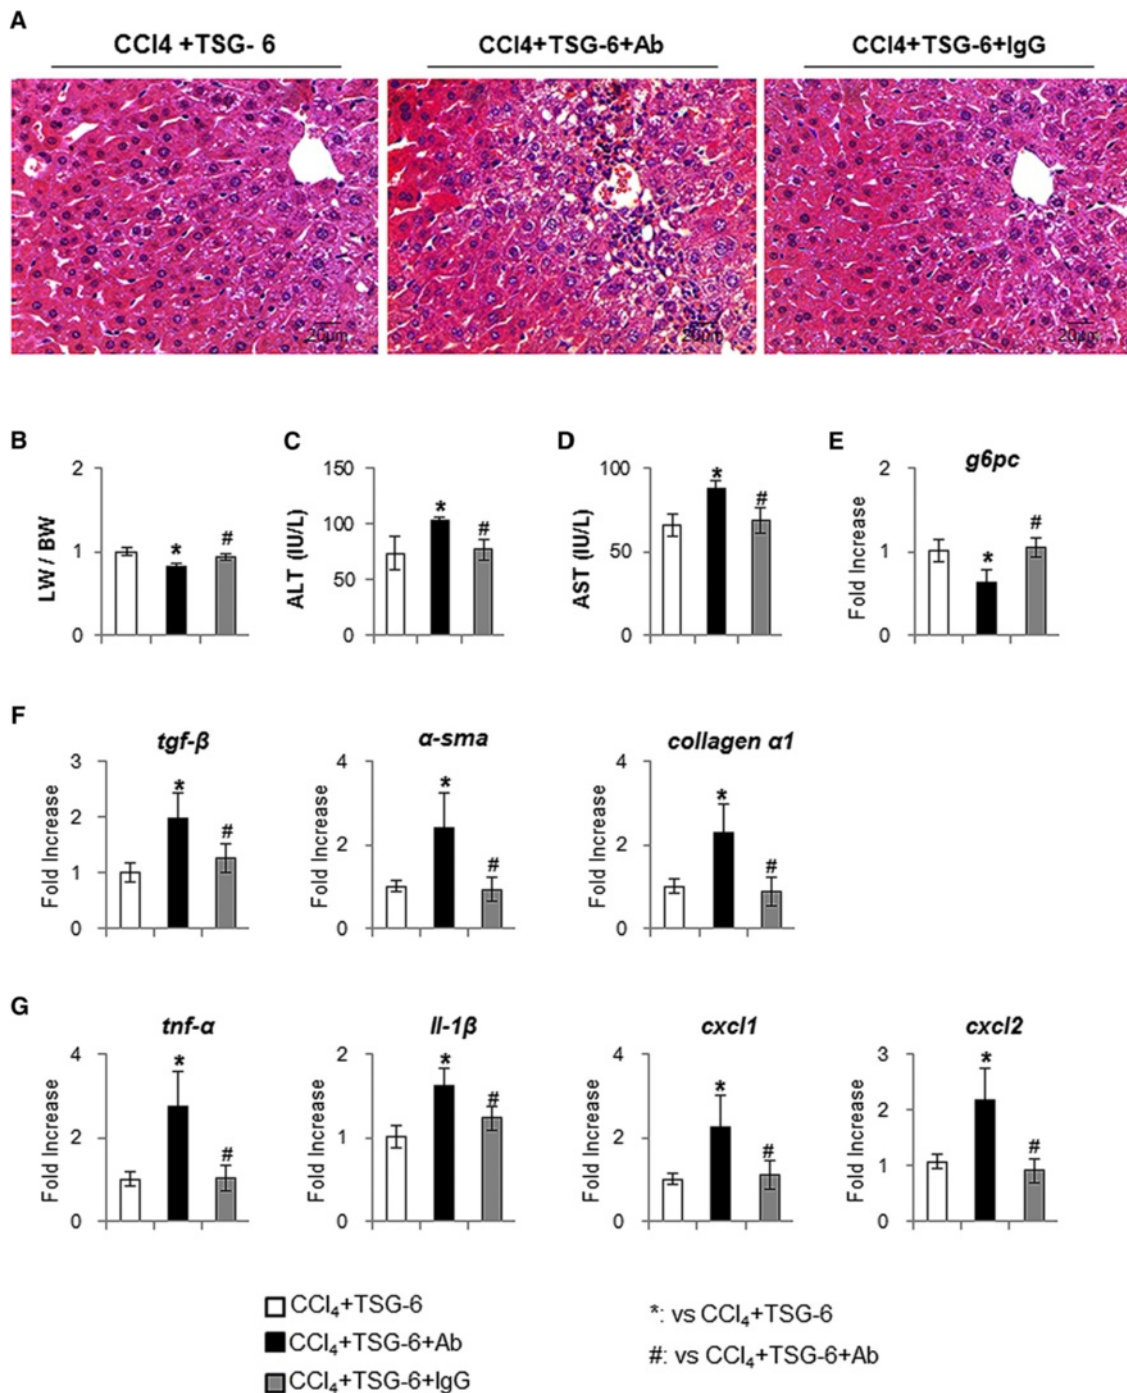 A
CCl4 +TSG- 6
CCl4+TSG-6+Ab
CCl4+TSG-6+IgG
20µm
20µm
20µm
B
LW / BW
2
1
0
*
#
C
ALT (IU/L)
150
100
50
0
*
#
D
AST (IU/L)
100
50
0
*
#
E
g6pc
Fold Increase
2
1
0
*
#
F
tgf-β
Fold Increase
3
2
1
0
*
#
α-sma
Fold Increase
4
2
0
*
#
collagen α1
Fold Increase
4
2
0
*
#
G
tnf-α
Fold Increase
4
2
0
*
#
Il-1β
Fold Increase
2
1
0
*
#
cxcl1
Fold Increase
4
2
0
*
#
cxcl2
Fold Increase
3
2
1
0
*
#
CCl₄+TSG-6
CCl₄+TSG-6+Ab
CCl₄+TSG-6+IgG
*: vs CCl₄+TSG-6
#: vs CCl₄+TSG-6+Ab